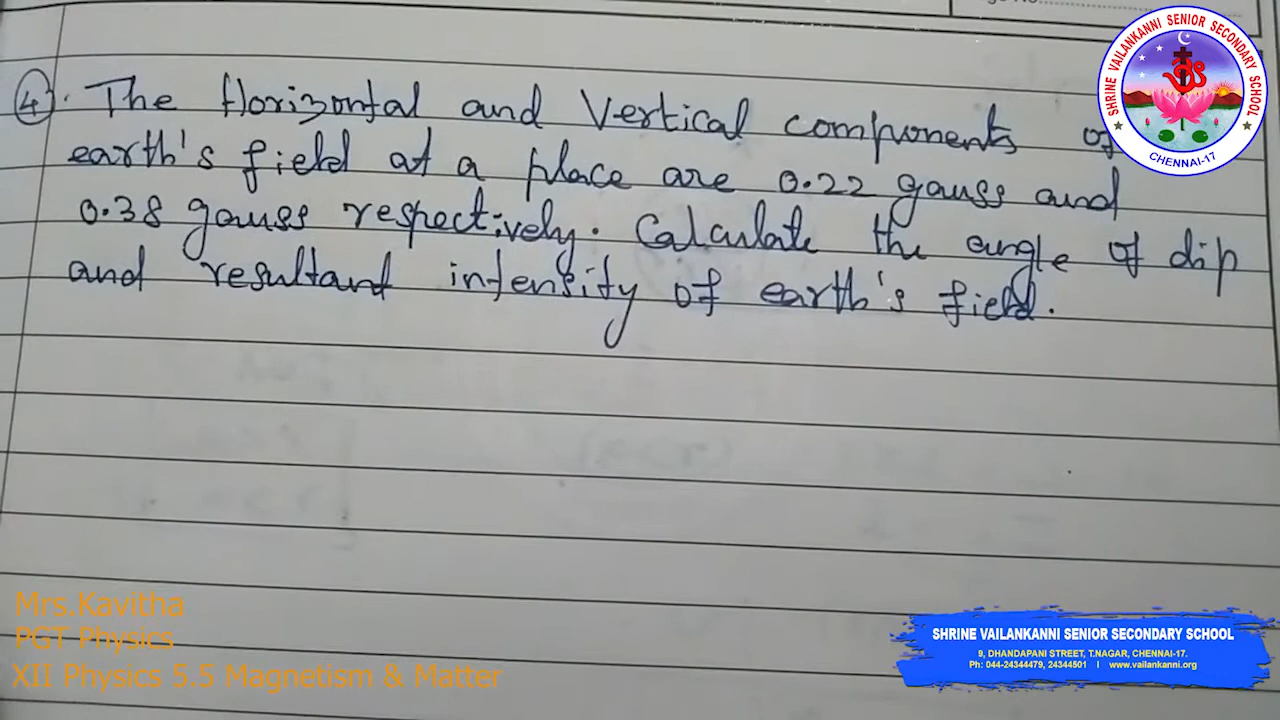 SHRINE VAILANKANNI SENIOR SECONDARY SCHOOL
CHENNAI-17
4. The Horizontal and Vertical components of
earth's field at a place are 0.22 gauss and
0.38 gauss respectively. Calculate the angle of dip
and resultant intensity of earth's field.
Mrs.Kavitha
PGT Physics
XII Physics 5.5 Magnetism & Matter
SHRINE VAILANKANNI SENIOR SECONDARY SCHOOL
9, DHANDAPANI STREET, T.NAGAR, CHENNAI-17.
Ph: 044-24344479, 24344501 | www.vailankanni.org